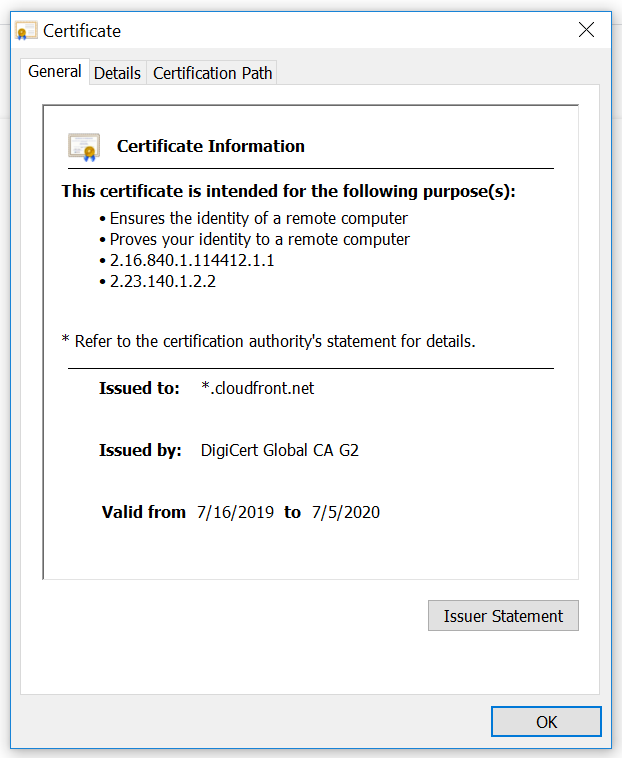 Certificate
General Details Certification Path
Certificate Information
This certificate is intended for the following purpose(s):
• Ensures the identity of a remote computer
• Proves your identity to a remote computer
• 2.16.840.1.114412.1.1
• 2.23.140.1.2.2
* Refer to the certification authority's statement for details.
Issued to: *.cloudfront.net
Issued by: DigiCert Global CA G2
Valid from 7/16/2019 to 7/5/2020
Issuer Statement
OK